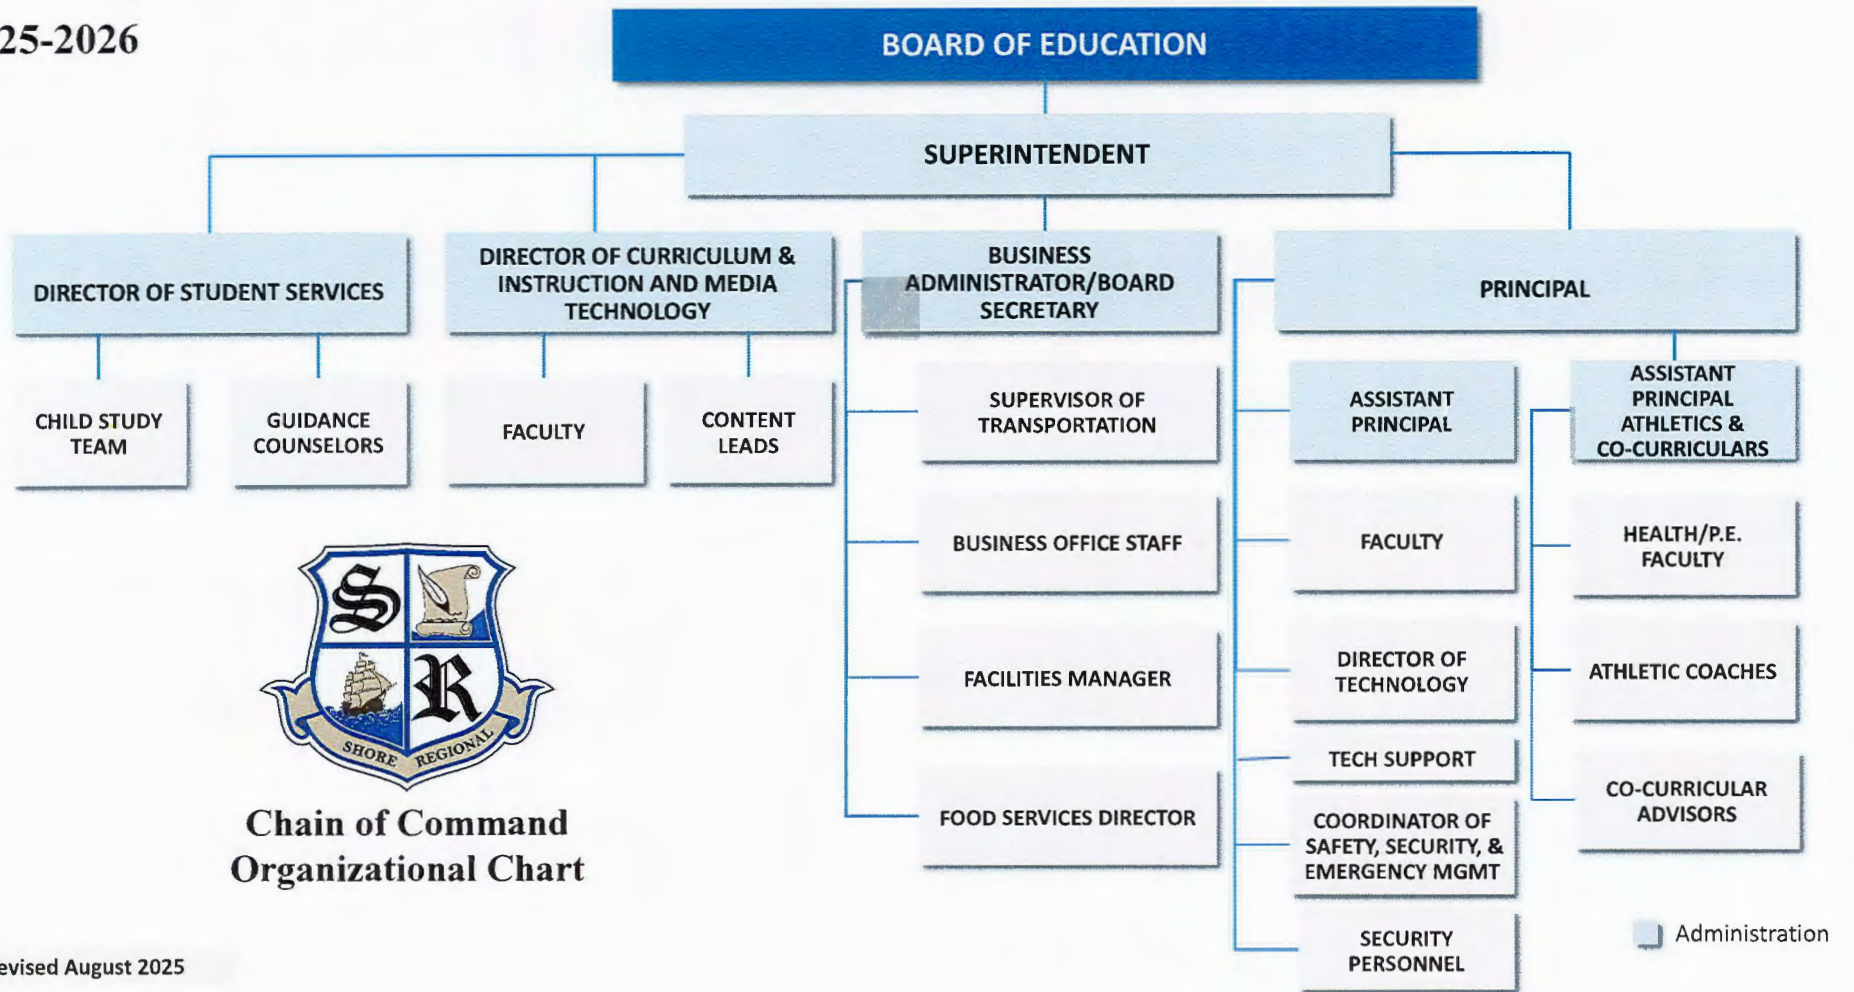 25-2026
BOARD OF EDUCATION
SUPERINTENDENT
DIRECTOR OF STUDENT SERVICES
DIRECTOR OF CURRICULUM &
INSTRUCTION AND MEDIA
TECHNOLOGY
BUSINESS
ADMINISTRATOR/BOARD
SECRETARY
PRINCIPAL
CHILD STUDY
TEAM
GUIDANCE
COUNSELORS
FACULTY
CONTENT
LEADS
SUPERVISOR OF
TRANSPORTATION
BUSINESS OFFICE STAFF
FACILITIES MANAGER
FOOD SERVICES DIRECTOR
ASSISTANT
PRINCIPAL
FACULTY
DIRECTOR OF
TECHNOLOGY
TECH SUPPORT
COORDINATOR OF
SAFETY, SECURITY, &
EMERGENCY MGMT
SECURITY
PERSONNEL
ASSISTANT
PRINCIPAL
ATHLETICS &
CO-CURRICULARS
HEALTH/P.E.
FACULTY
ATHLETIC COACHES
CO-CURRICULAR
ADVISORS
S
R
SHORE REGIONAL
Chain of Command
Organizational Chart
evised August 2025
Administration